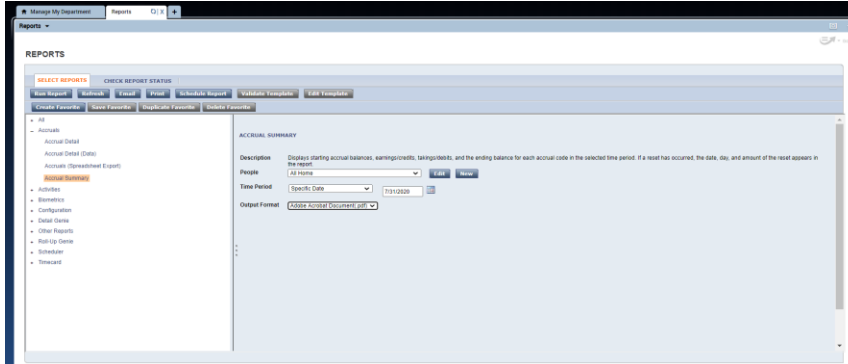 Manage My Department Reports X +
Reports
REPORTS
SELECT REPORTS CHECK REPORT STATUS
Run Report Refresh Email Print Schedule Report Validate Template Edit Template
Create Favorite Save Favorite Duplicate Favorite Delete Favorite
All
Accruals
Accrual Detail
Accrual Detail (Date)
Accruals (Spreadsheet Export)
Accrual Summary
Activities
Biometrics
Configuration
Detail Genie
Other Reports
Roll-Up Genie
Scheduler
Timecard
ACCRUAL SUMMARY
Description Displays starting accrual balances, earnings/credits, takings/debits, and the ending balance for each accrual code in the selected time period. If a reset has occurred, the date, day, and amount of the reset appears in
the report.
People All Home Edit New
Time Period Specific Date 7/31/2020
Output Format Adobe Acrobat Document(.pdf)